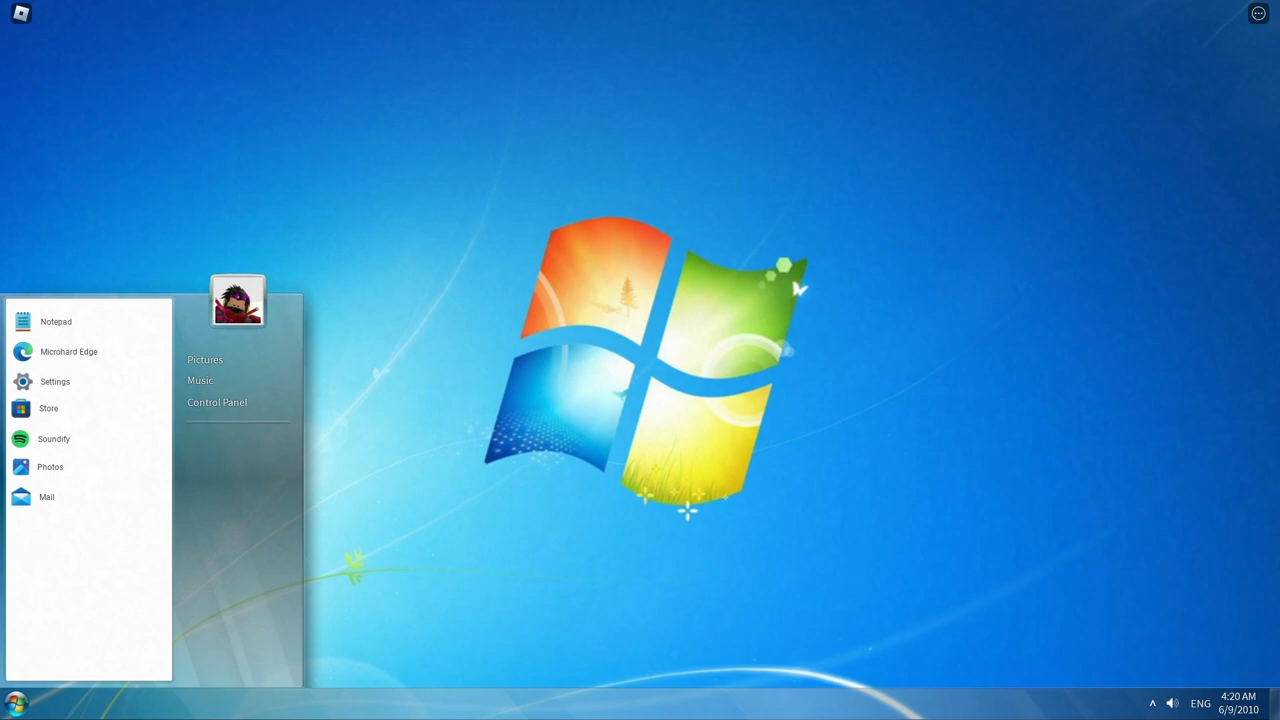 Notepad
Microhard Edge
Settings
Store
Soundify
Photos
Mail
Pictures
Music
Control Panel
ENG
4:20 AM
6/9/2010